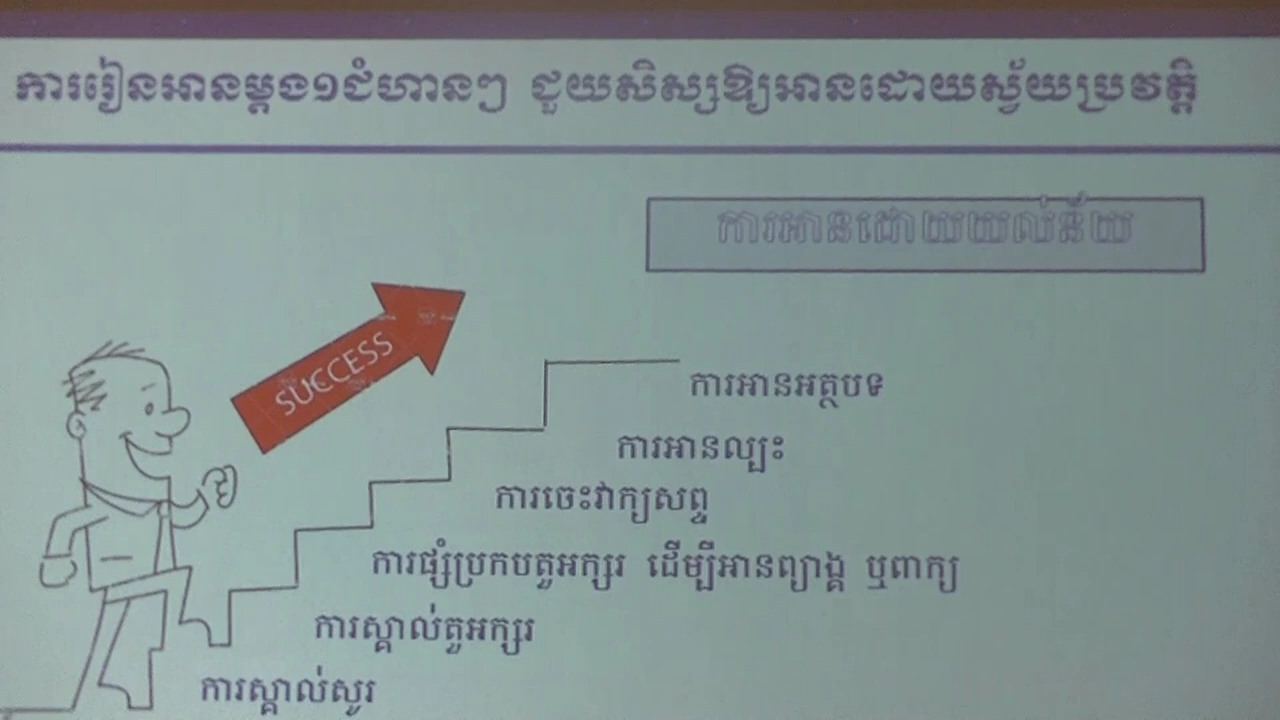 ការរៀនអានម្ដង១ជំហានៗ ជួយសិស្សឱ្យអានដោយស្វ័យប្រវត្តិ
ការអានដោយយល់ន័យ
SUCCESS
ការអានអត្ថបទ
ការអានល្បះ
ការចេះវាក្យសព្ទ
ការផ្សំប្រកបតួអក្សរ ដើម្បីអានព្យាង្គ ឬពាក្យ
ការស្គាល់តួអក្សរ
ការស្គាល់សូរ